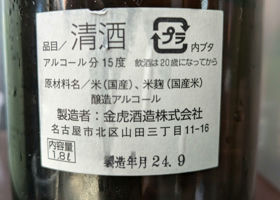 品目／清酒 プラ 内ブタ
アルコール分15度 飲酒は20歳になってから
原材料名／米(国産)、米麹(国産米)
醸造アルコール
製造者：金虎酒造株式会社
名古屋市北区山田三丁目11-16
内容量 1.8ℓ
製造年月 24.9